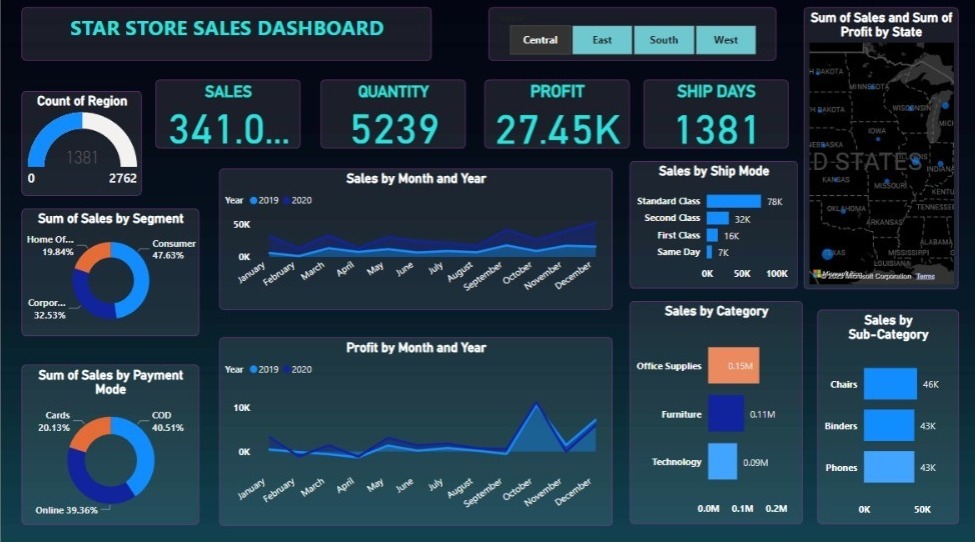 STAR STORE SALES DASHBOARD
Central
East
South
West
Count of Region
1381
0
2762
SALES
341.0...
QUANTITY
5239
PROFIT
27.45K
SHIP DAYS
1381
Sum of Sales and Sum of
Profit by State
MINNESOTA
WISCONSIN
IOWA
ILLINOIS
INDIANA
KANSAS
MISSOURI
OKLAHOMA
TENNESSEE
ARKANSAS
ALABAMA
MISSISSIPPI
LOUISIANA
© 2023 Microsoft Corporation Terms
Sum of Sales by Segment
Home Of...
19.84%
Consumer
47.63%
Corpor...
32.53%
Sales by Month and Year
Year 2019 2020
50K
0K
January
February
March
April
May
June
July
August
September
October
November
December
Sales by Ship Mode
Standard Class 78K
Second Class 32K
First Class 16K
Same Day 7K
0K 50K 100K
Sum of Sales by Payment
Mode
Cards
20.13%
COD
40.51%
Online 39.36%
Profit by Month and Year
Year 2019 2020
10K
0K
January
February
March
April
May
June
July
August
September
October
November
December
Sales by Category
Office Supplies 0.15M
Furniture 0.11M
Technology 0.09M
0.0M 0.1M 0.2M
Sales by
Sub-Category
Chairs 46K
Binders 43K
Phones 43K
0K 50K